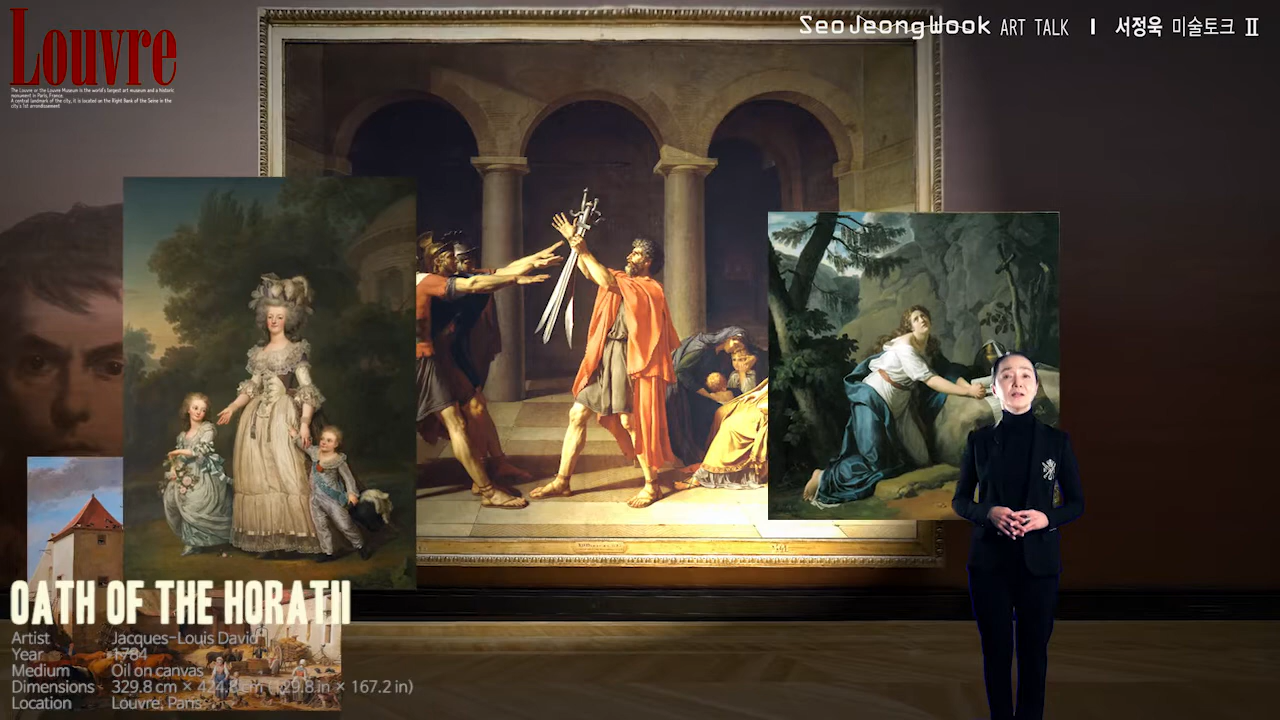 Louvre
The Louvre or the Louvre Museum is the world's largest art museum and a historic
monument in Paris, France.
A central landmark of the city, it is located on the Right Bank of the Seine in the
city's 1st arrondissement
SeoJeongWook ART TALK | 서정욱 미술토크 Ⅱ
OATH OF THE HORATII
Artist Jacques-Louis David
Year 1784
Medium Oil on canvas
Dimensions 329.8 cm × 424.8 cm (129.8 in × 167.2 in)
Location Louvre, Paris